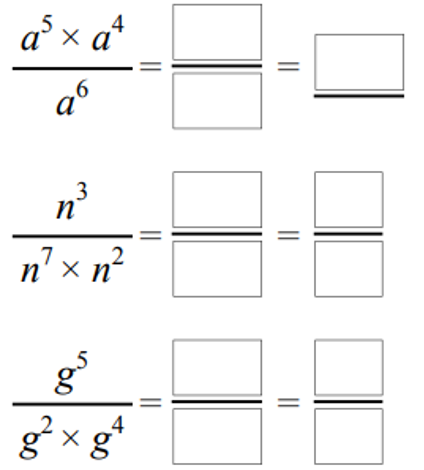 a⁵ × a⁴
= =
a⁶
n³
= =
n⁷ × n²
g⁵
= =
g² × g⁴